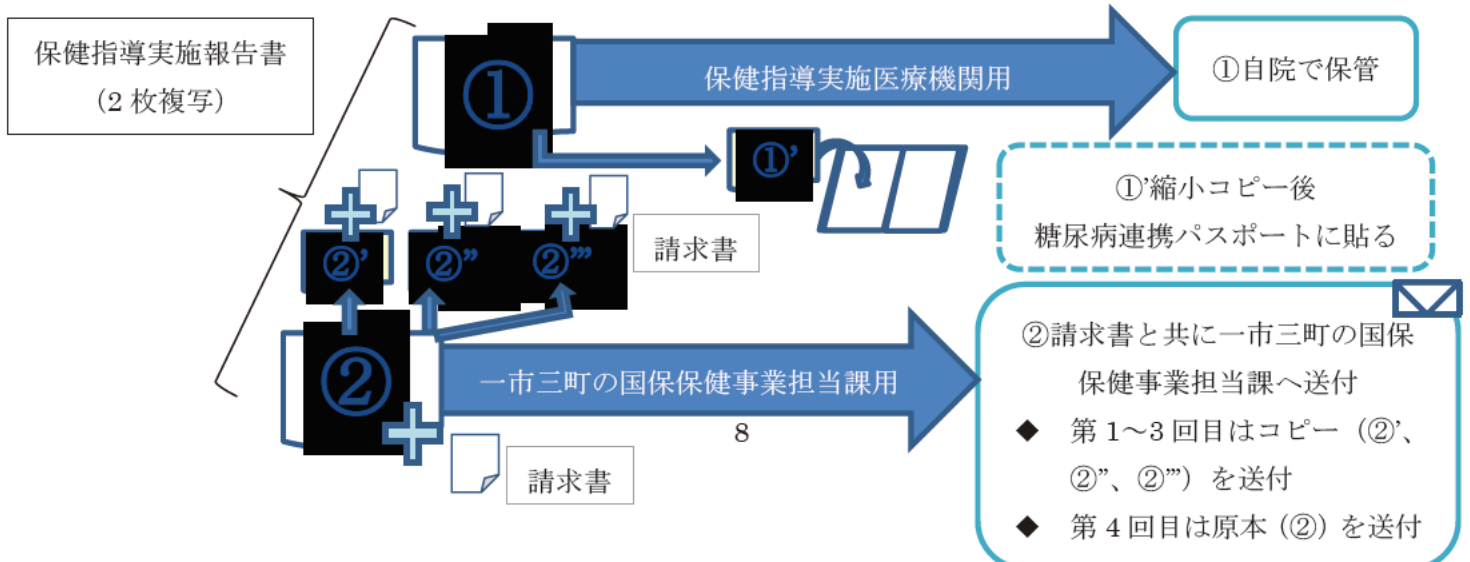 保健指導実施報告書
（2 枚複写）
①
保健指導実施医療機関用
①自院で保管
①’
①’縮小コピー後
糖尿病連携パスポートに貼る
②’
②”
②’”
請求書
②
一市三町の国保保健事業担当課用
②請求書と共に一市三町の国保
保健事業担当課へ送付
◆ 第 1～3 回目はコピー（②’、
②”、②’”）を送付
◆ 第 4 回目は原本（②）を送付
請求書
8